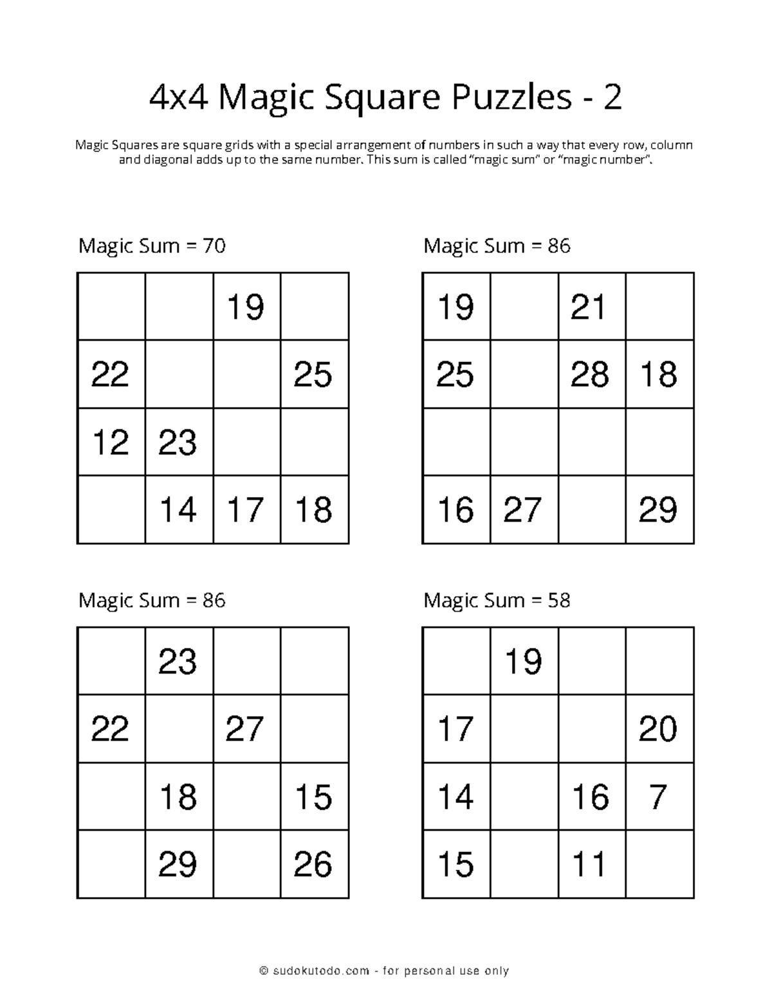 4x4 Magic Square Puzzles - 2
Magic Squares are square grids with a special arrangement of numbers in such a way that every row, column
and diagonal adds up to the same number. This sum is called “magic sum” or “magic number”.
Magic Sum = 70
19
22 25
12 23
14 17 18
Magic Sum = 86
19 21
25 28 18
16 27 29
Magic Sum = 86
23
22 27
18 15
29 26
Magic Sum = 58
19
17 20
14 16 7
15 11
© sudokutodo.com - for personal use only